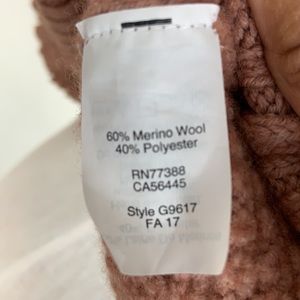 60% Merino Wool
40% Polyester
RN77388
CA56445
Style G9617
FA 17